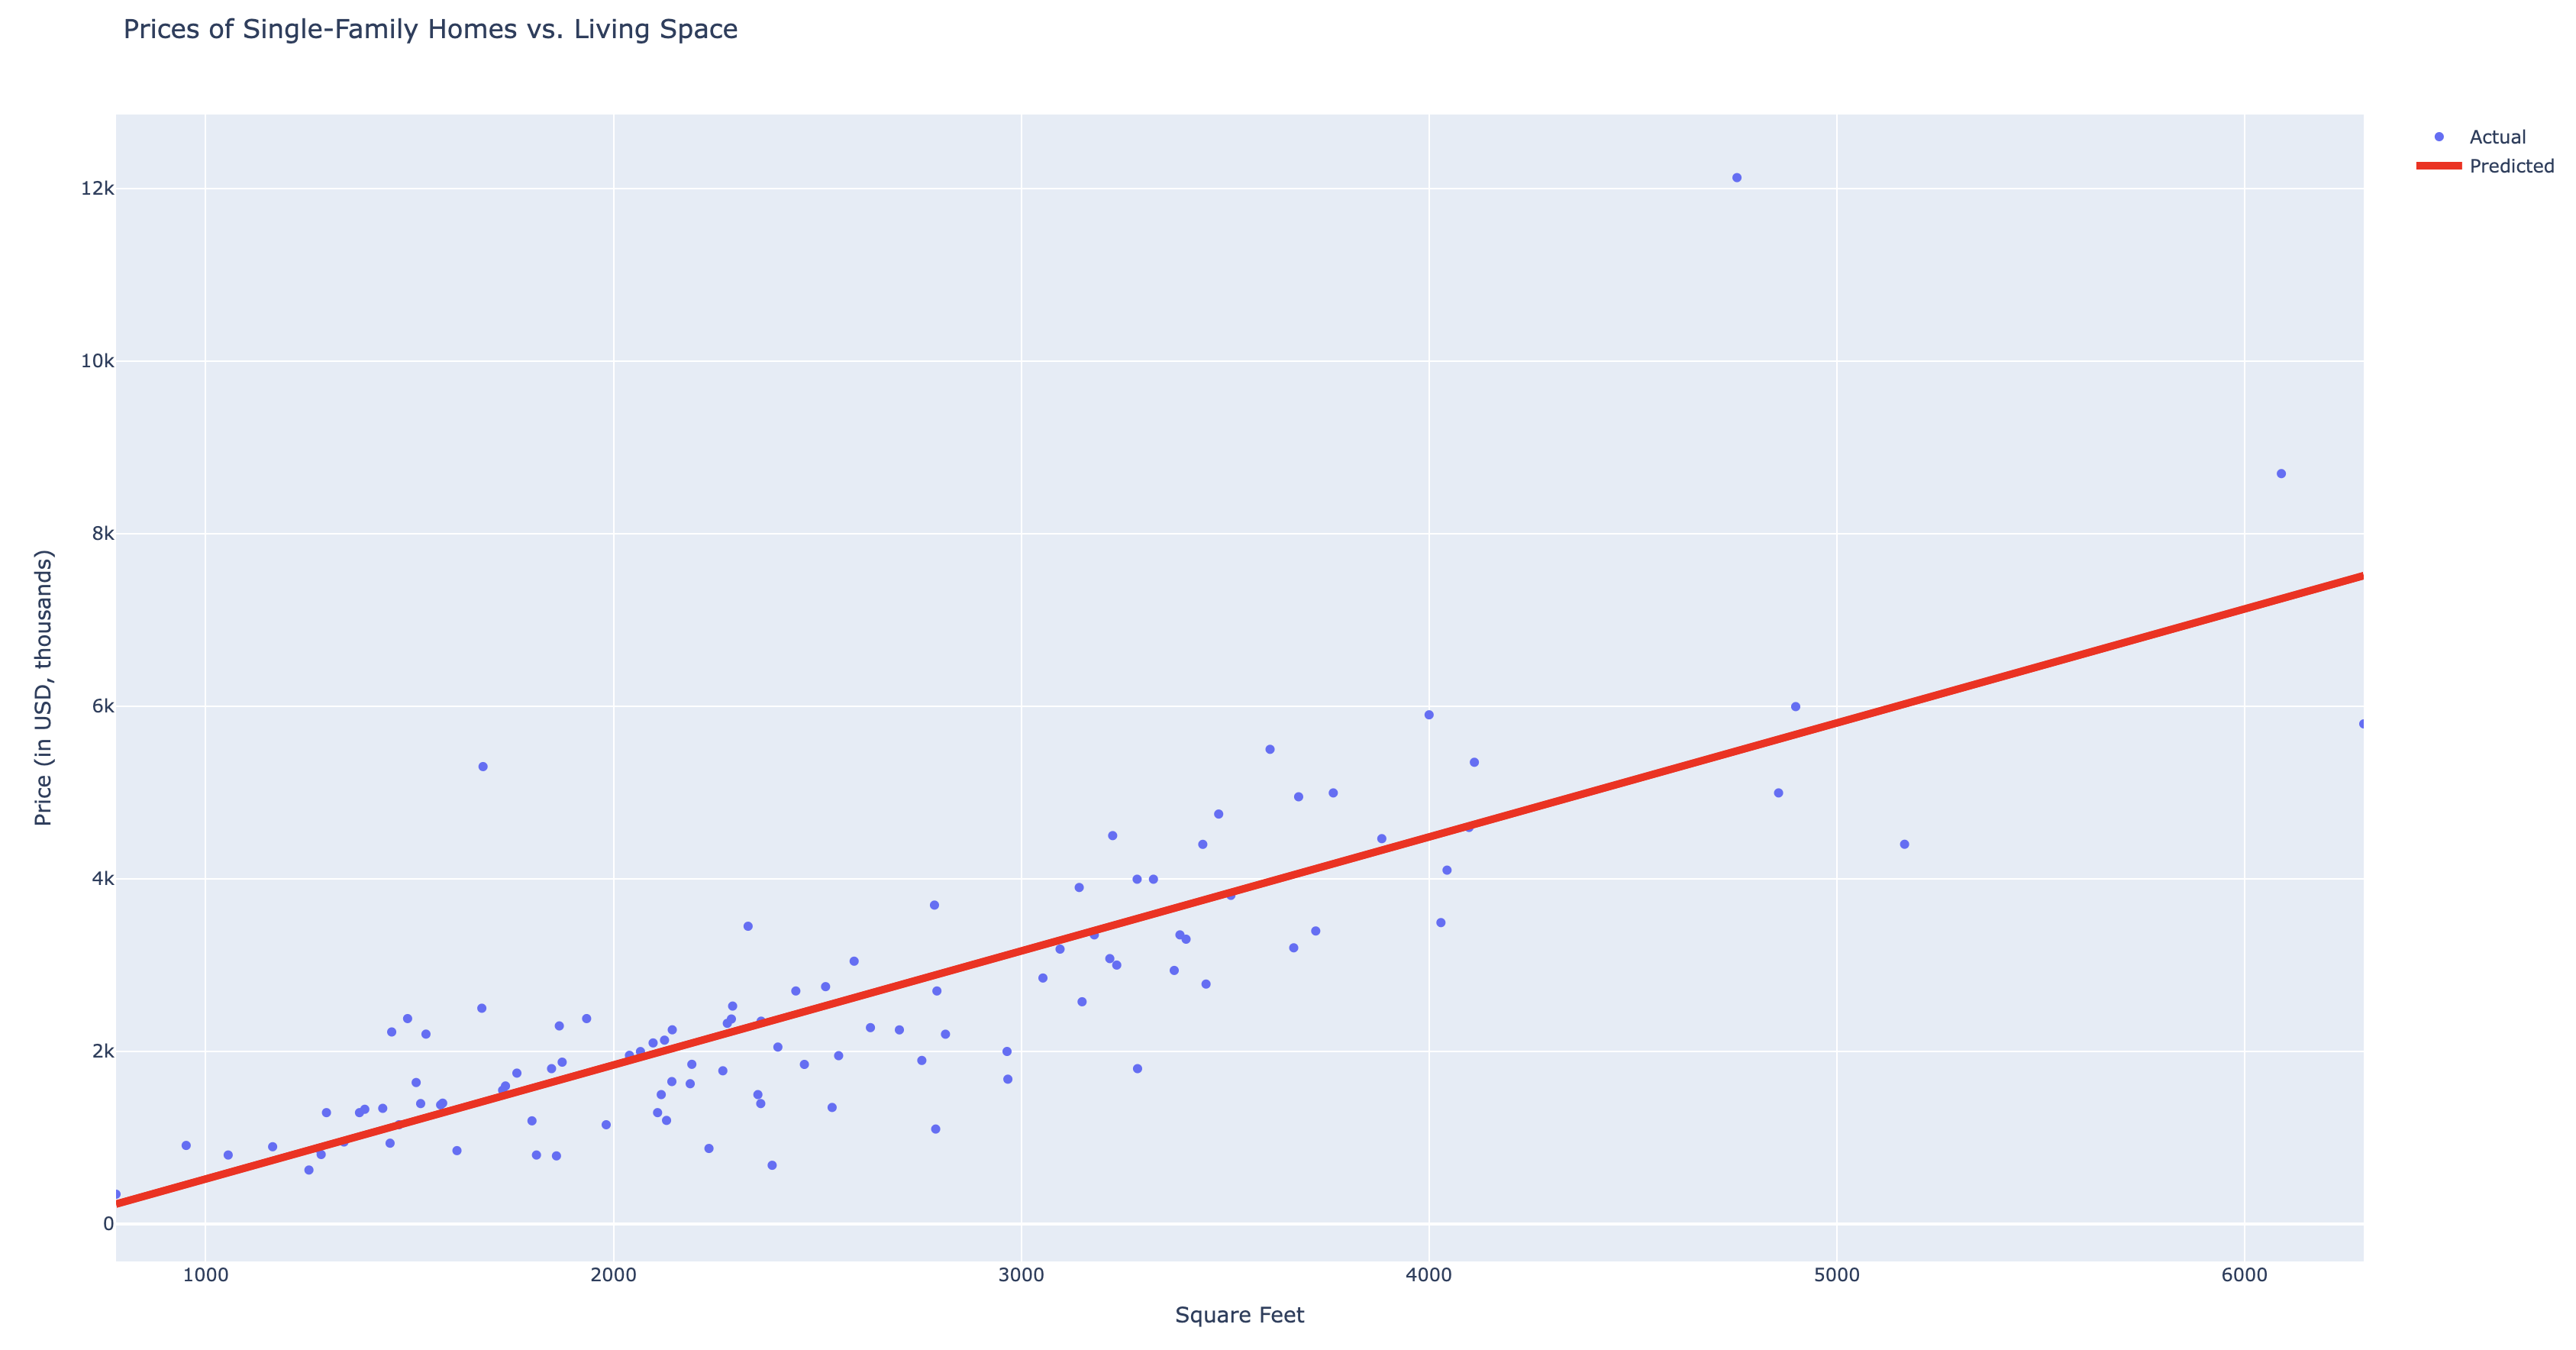 Prices of Single-Family Homes vs. Living Space
Actual
Predicted
12k
10k
8k
6k
4k
2k
0
Price (in USD, thousands)
1000 2000 3000 4000 5000 6000
Square Feet